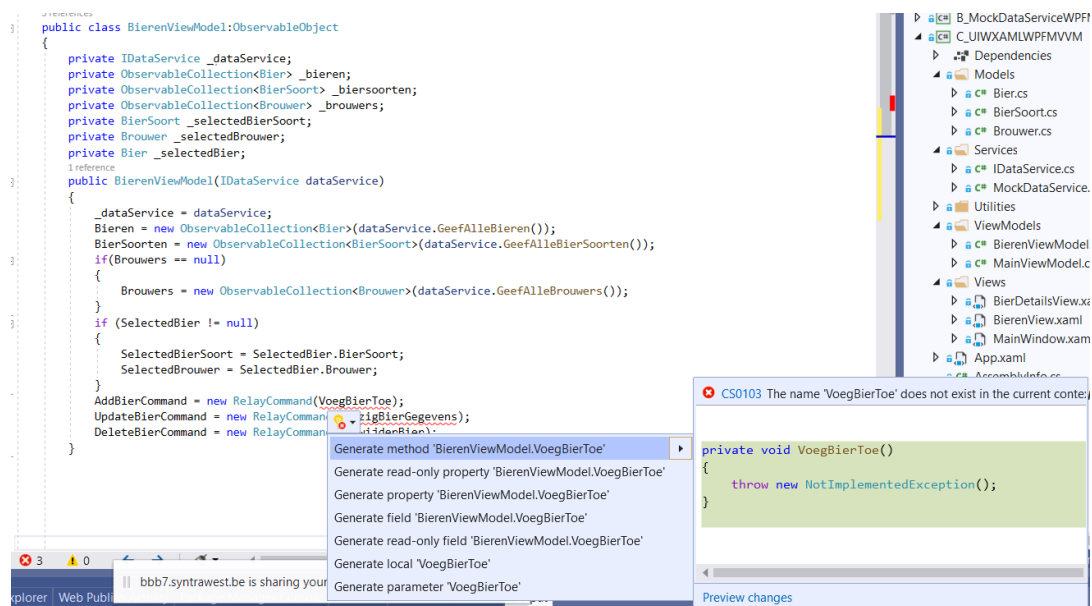 public class BierenViewModel:ObservableObject
{
private IDataService _dataService;
private ObservableCollection<Bier> _bieren;
private ObservableCollection<BierSoort> _biersoorten;
private ObservableCollection<Brouwer> _brouwers;
private BierSoort _selectedBierSoort;
private Brouwer _selectedBrouwer;
private Bier _selectedBier;
1 reference
public BierenViewModel(IDataService dataService)
{
_dataService = dataService;
Bieren = new ObservableCollection<Bier>(dataService.GeefAlleBieren());
BierSoorten = new ObservableCollection<BierSoort>(dataService.GeefAlleBierSoorten());
if(Brouwers == null)
{
Brouwers = new ObservableCollection<Brouwer>(dataService.GeefAlleBrouwers());
}
if (SelectedBier != null)
{
SelectedBierSoort = SelectedBier.BierSoort;
SelectedBrouwer = SelectedBier.Brouwer;
}
AddBierCommand = new RelayCommand(VoegBierToe);
UpdateBierCommand = new RelayCommand zigBierGegevens);
DeleteBierCommand = new RelayCommand wijderBier);
}
Generate method 'BierenViewModel.VoegBierToe'
Generate read-only property 'BierenViewModel.VoegBierToe'
Generate property 'BierenViewModel.VoegBierToe'
Generate field 'BierenViewModel.VoegBierToe'
Generate read-only field 'BierenViewModel.VoegBierToe'
Generate local 'VoegBierToe'
Generate parameter 'VoegBierToe'
CS0103 The name 'VoegBierToe' does not exist in the current contex
private void VoegBierToe()
{
throw new NotImplementedException();
}
Preview changes
B_MockDataServiceWPFM
C# C_UIWXAMLWPFMVVM
Dependencies
Models
C# Bier.cs
C# BierSoort.cs
C# Brouwer.cs
Services
C# IDataService.cs
C# MockDataService.
Utilities
ViewModels
C# BierenViewModel
C# MainViewModel.c
Views
BierDetailsView.xa
BierenView.xaml
MainWindow.xam
App.xaml
C# AssemblyInfo.cs
3
0
bbb7.syntrawest.be is sharing your
xplorer
Web Publi